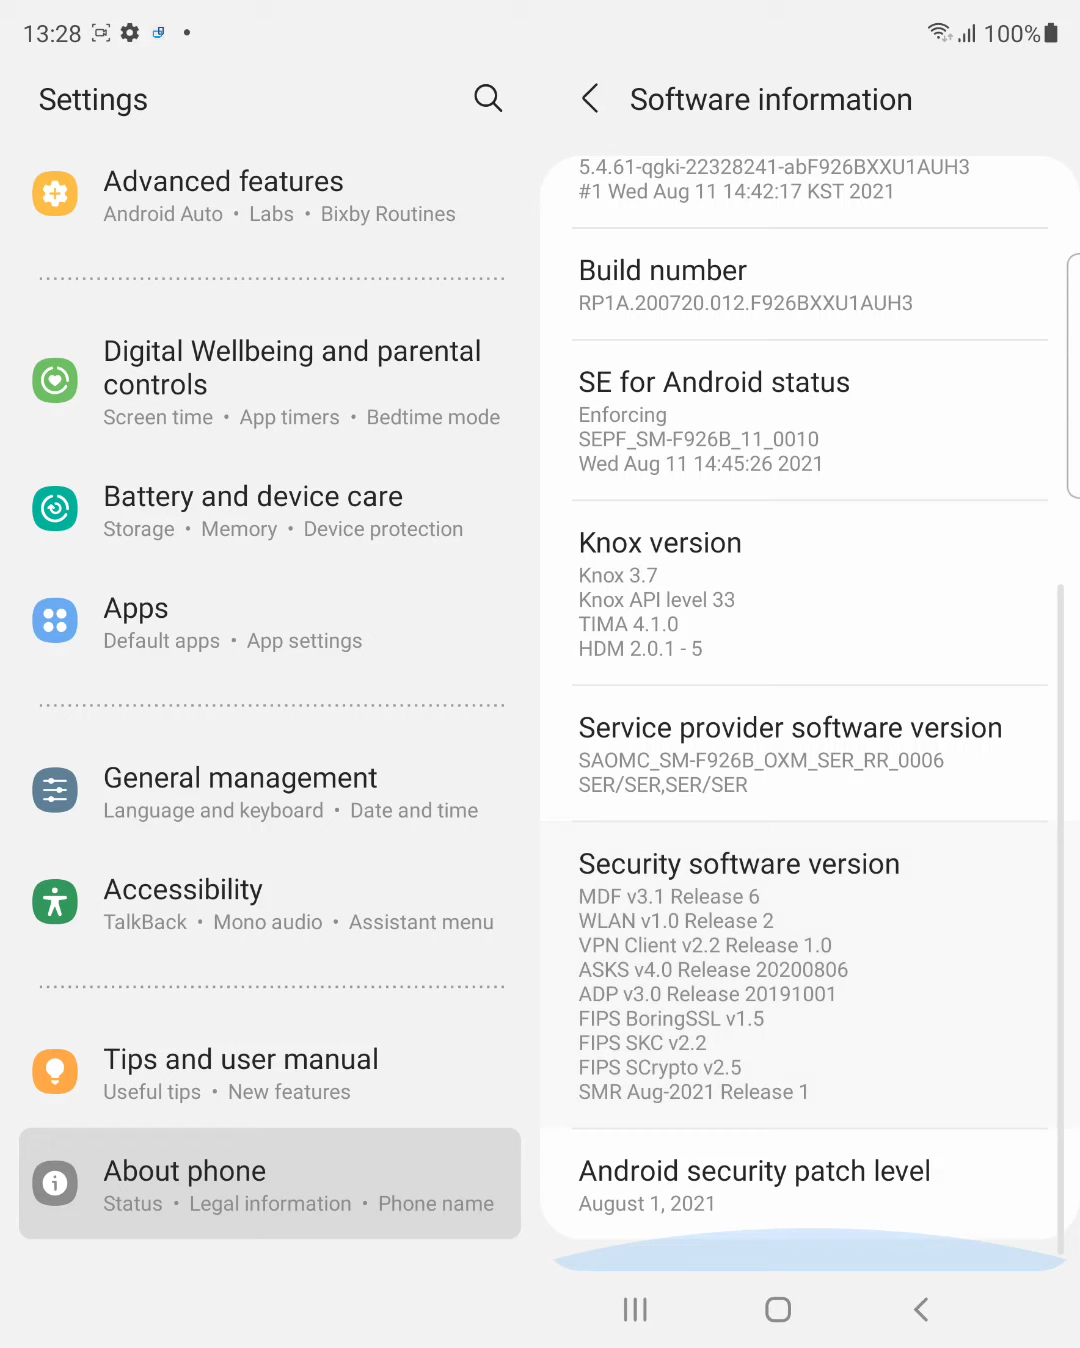 13:28
100%
Settings
Advanced features
Android Auto • Labs • Bixby Routines
Digital Wellbeing and parental
controls
Screen time • App timers • Bedtime mode
Battery and device care
Storage • Memory • Device protection
Apps
Default apps • App settings
General management
Language and keyboard • Date and time
Accessibility
TalkBack • Mono audio • Assistant menu
Tips and user manual
Useful tips • New features
About phone
Status • Legal information • Phone name
Software information
5.4.61-qgki-22328241-abF926BXXU1AUH3
#1 Wed Aug 11 14:42:17 KST 2021
Build number
RP1A.200720.012.F926BXXU1AUH3
SE for Android status
Enforcing
SEPF_SM-F926B_11_0010
Wed Aug 11 14:45:26 2021
Knox version
Knox 3.7
Knox API level 33
TIMA 4.1.0
HDM 2.0.1 - 5
Service provider software version
SAOMC_SM-F926B_OXM_SER_RR_0006
SER/SER,SER/SER
Security software version
MDF v3.1 Release 6
WLAN v1.0 Release 2
VPN Client v2.2 Release 1.0
ASKS v4.0 Release 20200806
ADP v3.0 Release 20191001
FIPS BoringSSL v1.5
FIPS SKC v2.2
FIPS SCrypto v2.5
SMR Aug-2021 Release 1
Android security patch level
August 1, 2021